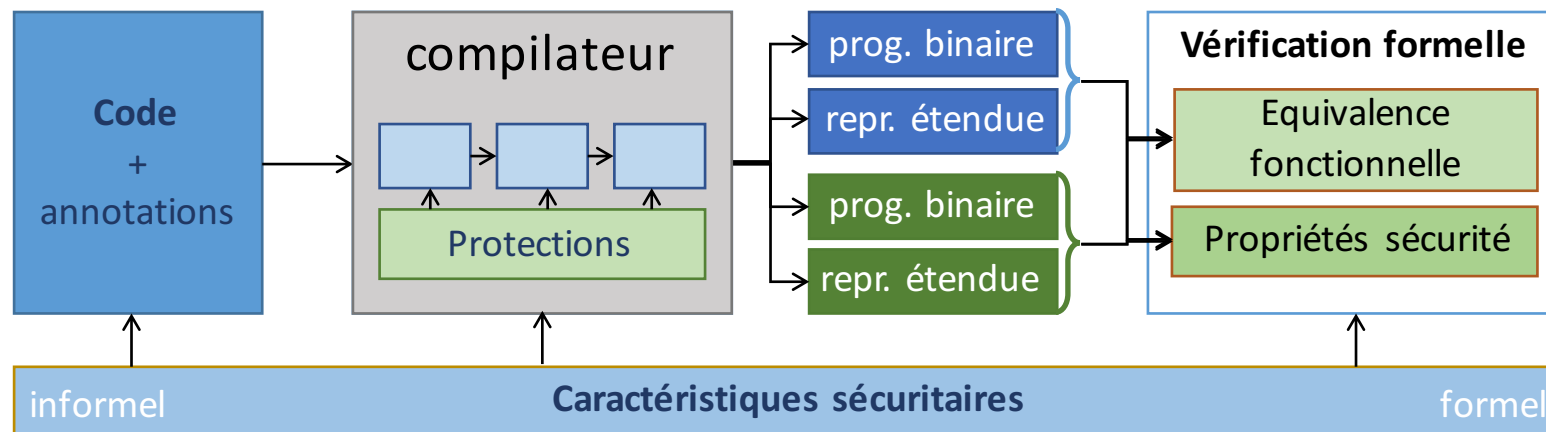 Code
+
annotations
compilateur
Protections
prog. binaire
repr. étendue
prog. binaire
repr. étendue
Vérification formelle
Equivalence
fonctionnelle
Propriétés sécurité
informel
Caractéristiques sécuritaires
formel